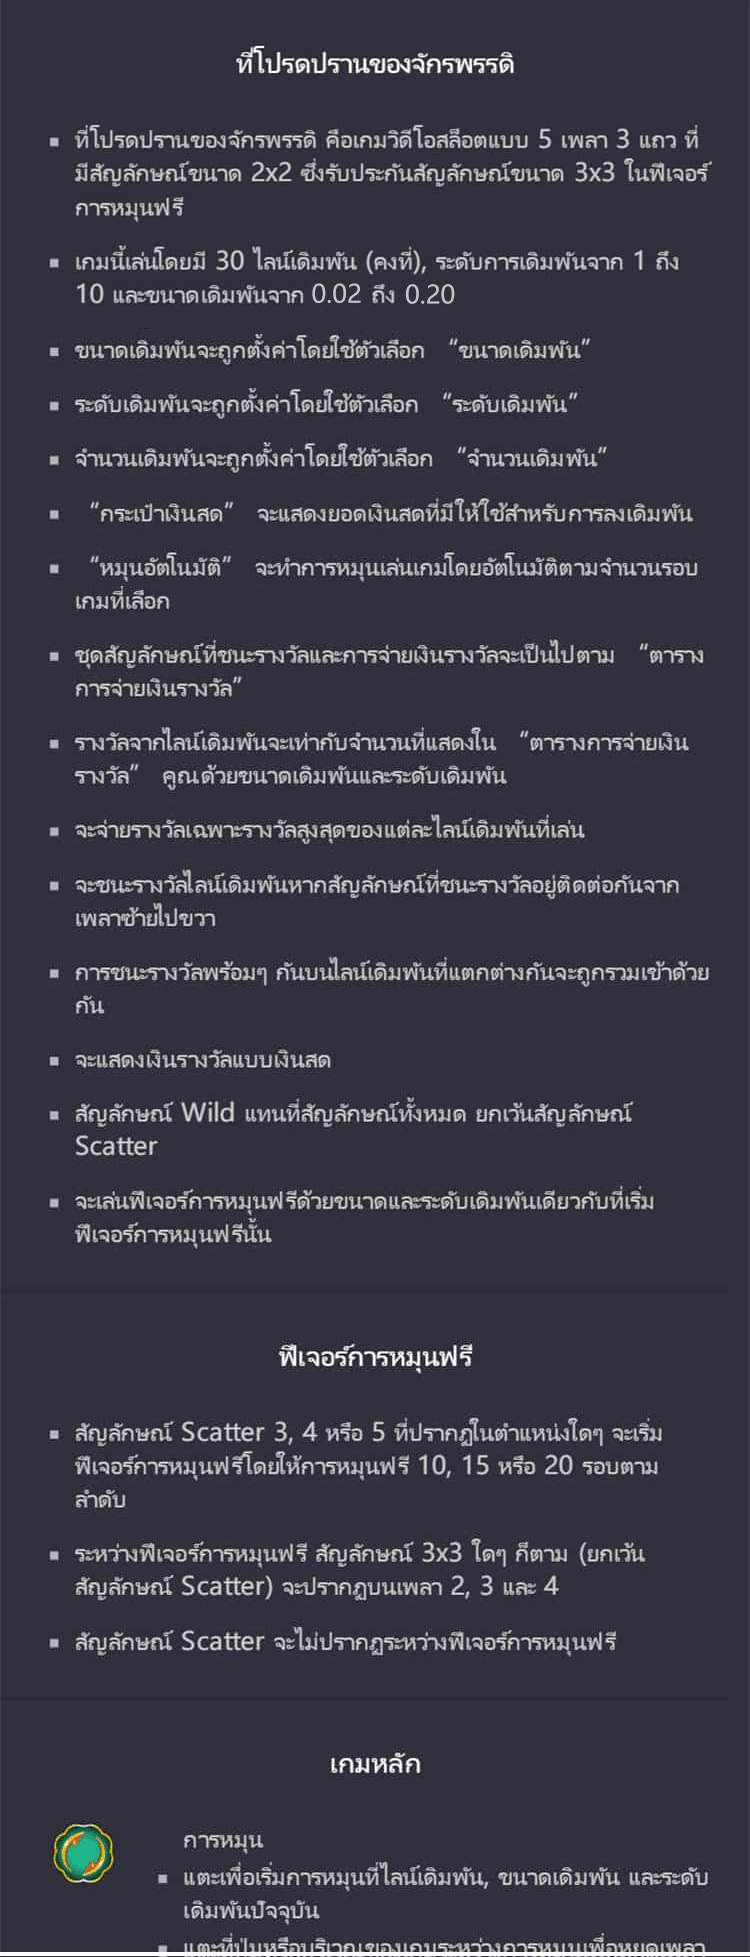 ที่โปรดปรานของจักรพรรดิ
▪ ที่โปรดปรานของจักรพรรดิ คือเกมวิดีโอสล็อตแบบ 5 เพลา 3 แถว ที่
มีสัญลักษณ์ขนาด 2x2 ซึ่งรับประกันสัญลักษณ์ขนาด 3x3 ในฟีเจอร์
การหมุนฟรี
▪ เกมนี้เล่นโดยมี 30 ไลน์เดิมพัน (คงที่), ระดับการเดิมพันจาก 1 ถึง
10 และขนาดเดิมพันจาก 0.02 ถึง 0.20
▪ ขนาดเดิมพันจะถูกตั้งค่าโดยใช้ตัวเลือก “ขนาดเดิมพัน”
▪ ระดับเดิมพันจะถูกตั้งค่าโดยใช้ตัวเลือก “ระดับเดิมพัน”
▪ จำนวนเดิมพันจะถูกตั้งค่าโดยใช้ตัวเลือก “จำนวนเดิมพัน”
▪ “กระเป๋าเงินสด” จะแสดงยอดเงินสดที่มีให้ใช้สำหรับการลงเดิมพัน
▪ “หมุนอัตโนมัติ” จะทำการหมุนเล่นเกมโดยอัตโนมัติตามจำนวนรอบ
เกมที่เลือก
▪ ชุดสัญลักษณ์ที่ชนะรางวัลและการจ่ายเงินรางวัลจะเป็นไปตาม “ตาราง
การจ่ายเงินรางวัล”
▪ รางวัลจากไลน์เดิมพันจะเท่ากับจำนวนที่แสดงใน “ตารางการจ่ายเงิน
รางวัล” คูณด้วยขนาดเดิมพันและระดับเดิมพัน
▪ จะจ่ายรางวัลเฉพาะรางวัลสูงสุดของแต่ละไลน์เดิมพันที่เล่น
▪ จะชนะรางวัลไลน์เดิมพันหากสัญลักษณ์ที่ชนะรางวัลอยู่ติดต่อกันจาก
เพลาซ้ายไปขวา
▪ การชนะรางวัลพร้อมๆ กันบนไลน์เดิมพันที่แตกต่างกันจะถูกรวมเข้าด้วย
กัน
▪ จะแสดงเงินรางวัลแบบเงินสด
▪ สัญลักษณ์ Wild แทนที่สัญลักษณ์ทั้งหมด ยกเว้นสัญลักษณ์
Scatter
▪ จะเล่นฟีเจอร์การหมุนฟรีด้วยขนาดและระดับเดิมพันเดียวกับที่เริ่ม
ฟีเจอร์การหมุนฟรีนั้น
ฟีเจอร์การหมุนฟรี
▪ สัญลักษณ์ Scatter 3, 4 หรือ 5 ที่ปรากฏในตำแหน่งใดๆ จะเริ่ม
ฟีเจอร์การหมุนฟรีโดยให้การหมุนฟรี 10, 15 หรือ 20 รอบตาม
ลำดับ
▪ ระหว่างฟีเจอร์การหมุนฟรี สัญลักษณ์ 3x3 ใดๆ ก็ตาม (ยกเว้น
สัญลักษณ์ Scatter) จะปรากฏบนเพลา 2, 3 และ 4
▪ สัญลักษณ์ Scatter จะไม่ปรากฏระหว่างฟีเจอร์การหมุนฟรี
เกมหลัก
การหมุน
▪ แตะเพื่อเริ่มการหมุนที่ไลน์เดิมพัน, ขนาดเดิมพัน และระดับ
เดิมพันปัจจุบัน
▪ แตะที่ปุ่มหรือบริเวณของเกมระหว่างการหมุนเพื่อหยุดเพลา